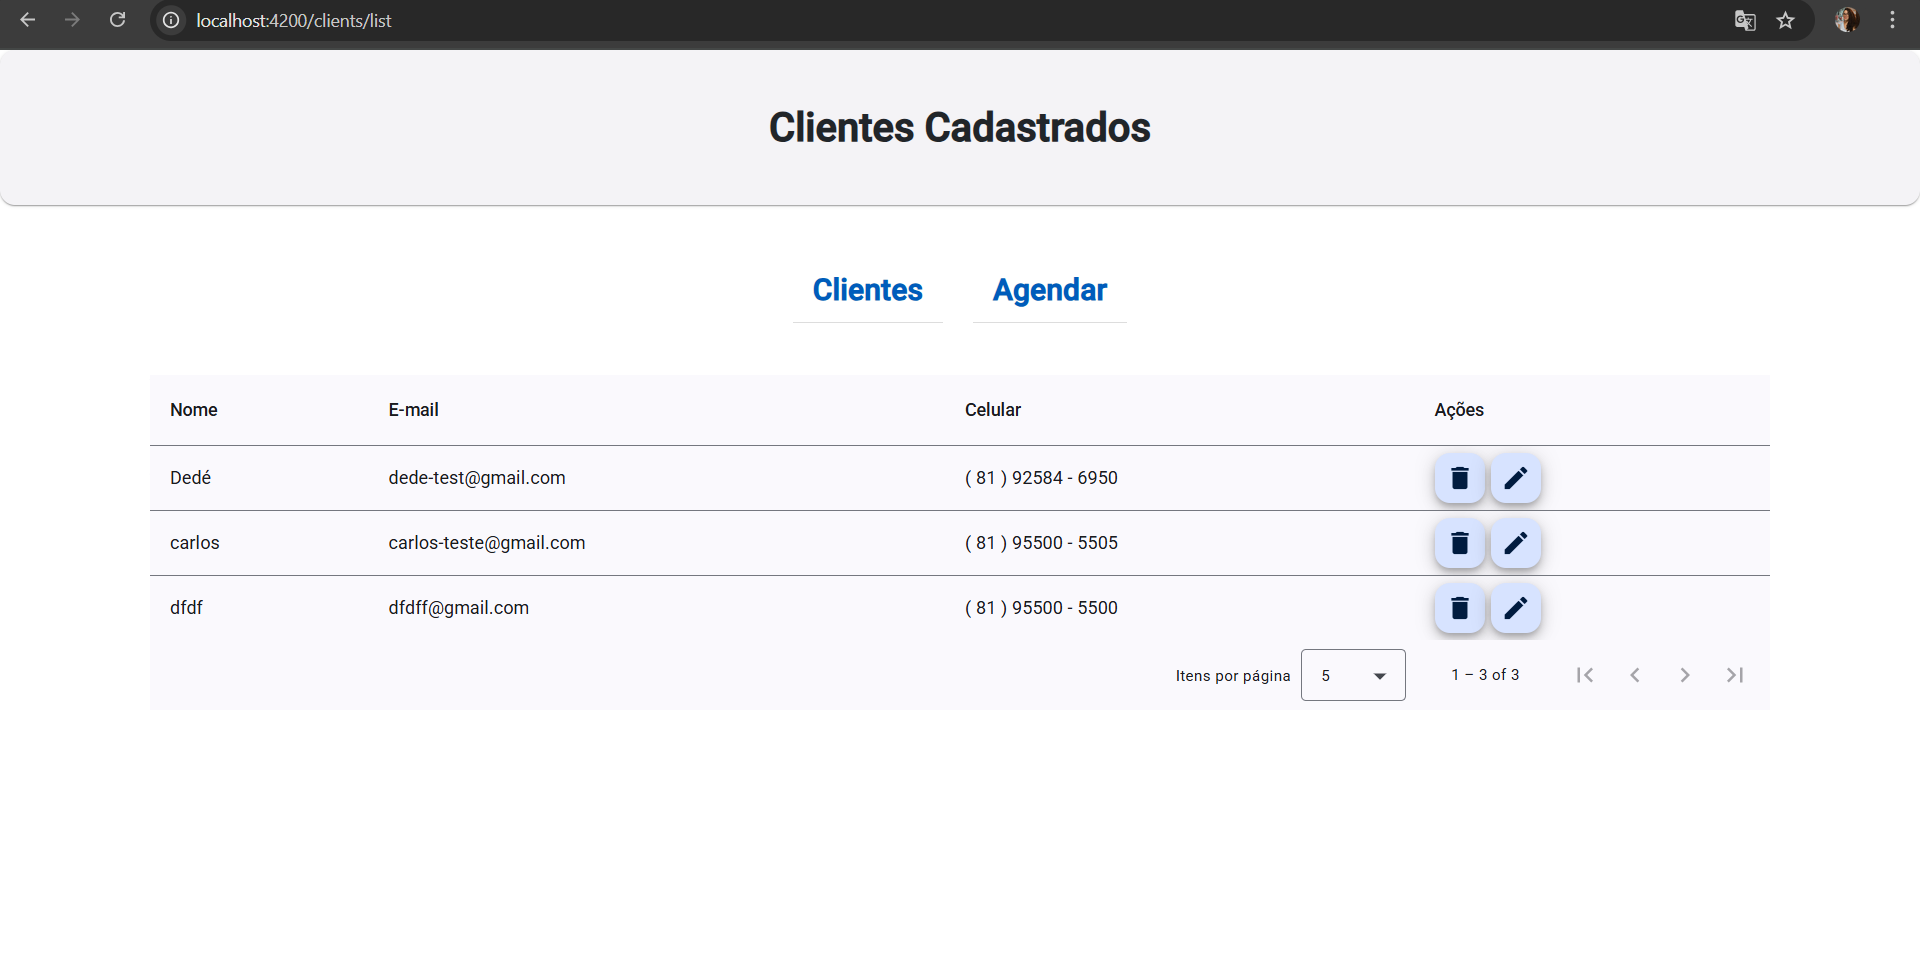 localhost:4200/clients/list
Clientes Cadastrados
Clientes Agendar
Nome E-mail Celular Ações
Dedé dede-test@gmail.com ( 81 ) 92584 - 6950
carlos carlos-teste@gmail.com ( 81 ) 95500 - 5505
dfdf dfdff@gmail.com ( 81 ) 95500 - 5500
Itens por página 5 1 – 3 of 3